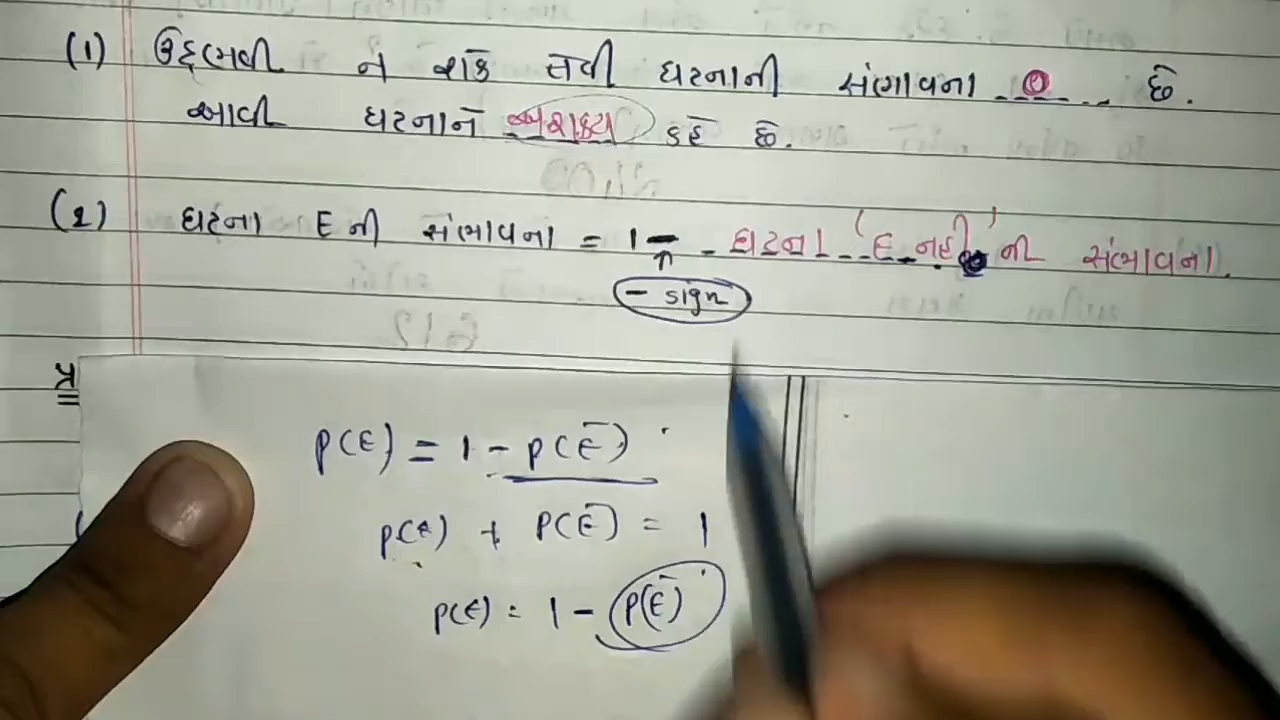 (1) ઉદ્દભવી ન શકે તેવી ઘટનાની સંભાવના 0 છે.
આવી ઘટનાને અશક્ય કહે છે.
(2) ઘટના E ની સંભાવના = 1 - ઘટના 'E નહી' ની સંભાવના.
- sign
P(E) = 1 - P(Ē)
P(E) + P(Ē) = 1
P(E) = 1 - P(Ē)